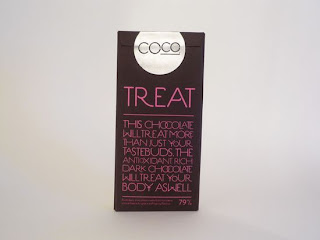 COCO
TREAT
THIS CHOCOLATE
WILL TREAT MORE
THAN JUST YOUR
TASTEBUDS. THE
ANTIOXIDANT RICH
DARK CHOCOLATE
WILL TREAT YOUR
BODY AS WELL
79%